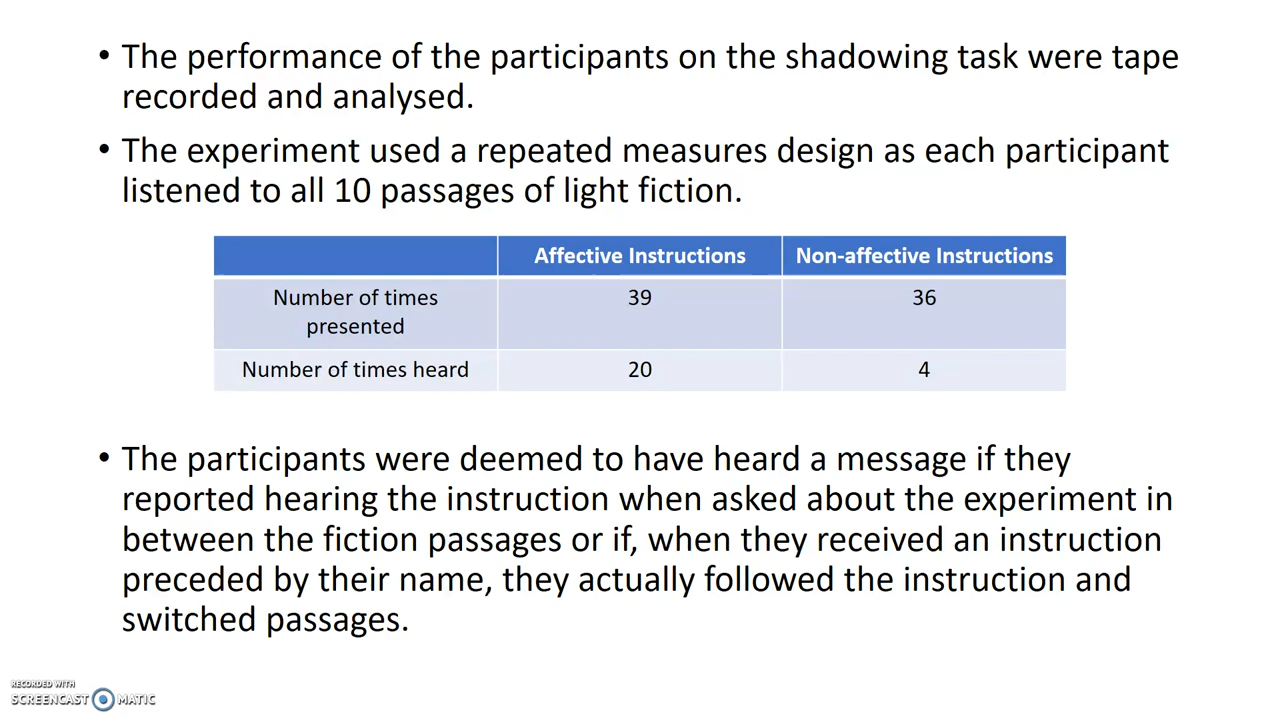 • The performance of the participants on the shadowing task were tape
recorded and analysed.
• The experiment used a repeated measures design as each participant
listened to all 10 passages of light fiction.
Affective Instructions Non-affective Instructions
Number of times
presented 39 36
Number of times heard 20 4
• The participants were deemed to have heard a message if they
reported hearing the instruction when asked about the experiment in
between the fiction passages or if, when they received an instruction
preceded by their name, they actually followed the instruction and
switched passages.
RECORDED WITH
SCREENCAST MATIC